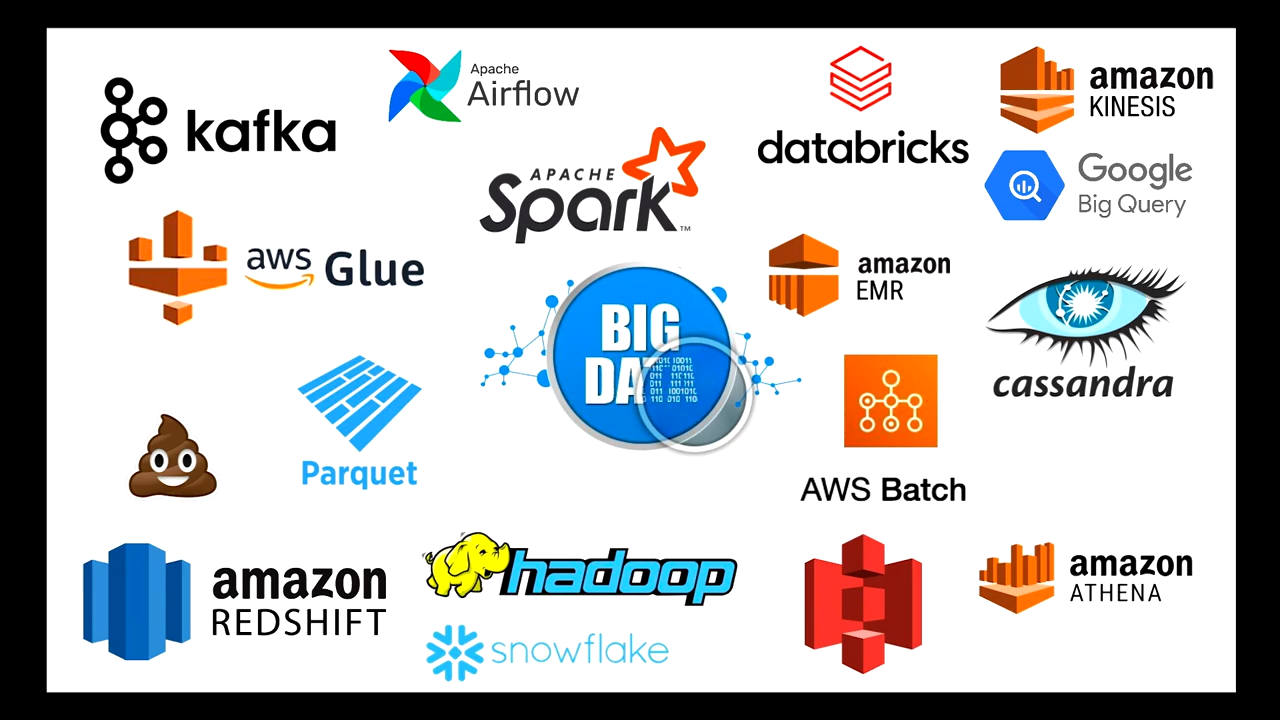 kafka
Apache
Airflow
APACHE
Spark™
databricks
amazon
KINESIS
Google
Big Query
aws Glue
BIG
DATA
amazon
EMR
cassandra
Parquet
AWS Batch
amazon
REDSHIFT
hadoop
snowflake
amazon
ATHENA